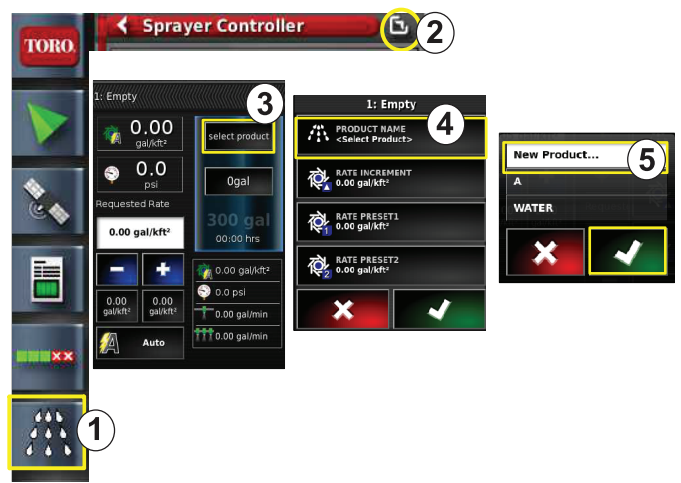 TORO.
Sprayer Controller
2
1: Empty
3
0.00
gal/kft²
select product
0.0
psi
0gal
Requested Rate
300 gal
0.00 gal/kft²
00:00 hrs
-
+
0.00 gal/kft²
0.0 psi
0.00
gal/kft²
0.00
gal/kft²
0.00 gal/min
0.00 gal/min
A
Auto
1: Empty
4
PRODUCT NAME
<Select Product>
RATE INCREMENT
0.00 gal/kft²
RATE PRESET1
0.00 gal/kft²
1
RATE PRESET2
0.00 gal/kft²
2
New Product...
5
A
WATER
1